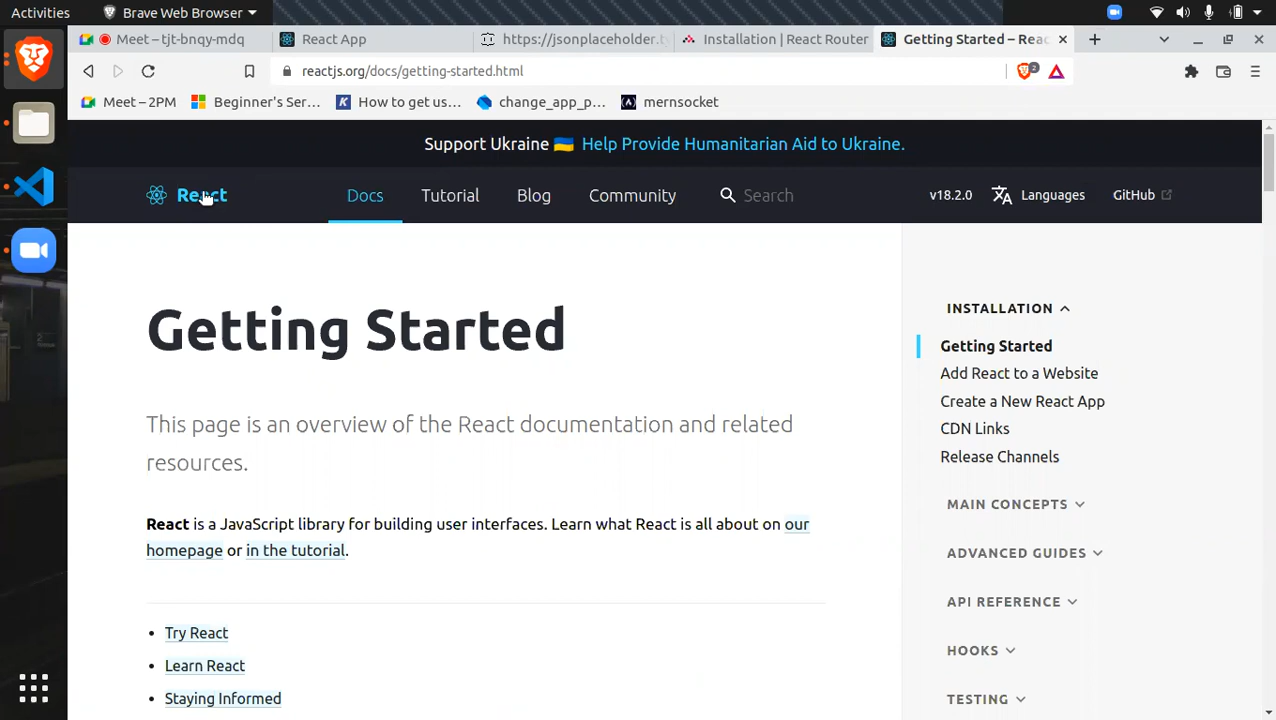 Activities Brave Web Browser
Meet – tjt-bnqy-mdq React App https://jsonplaceholder.ty Installation | React Router Getting Started – Rea
reactjs.org/docs/getting-started.html 2
Meet – 2PM Beginner's Ser... How to get us... change_app_p... mernsocket
Support Ukraine 🇺🇦 Help Provide Humanitarian Aid to Ukraine.
React Docs Tutorial Blog Community Search v18.2.0 Languages GitHub
Getting Started
This page is an overview of the React documentation and related
resources.
React is a JavaScript library for building user interfaces. Learn what React is all about on our
homepage or in the tutorial.
Try React
Learn React
Staying Informed
INSTALLATION
Getting Started
Add React to a Website
Create a New React App
CDN Links
Release Channels
MAIN CONCEPTS
ADVANCED GUIDES
API REFERENCE
HOOKS
TESTING